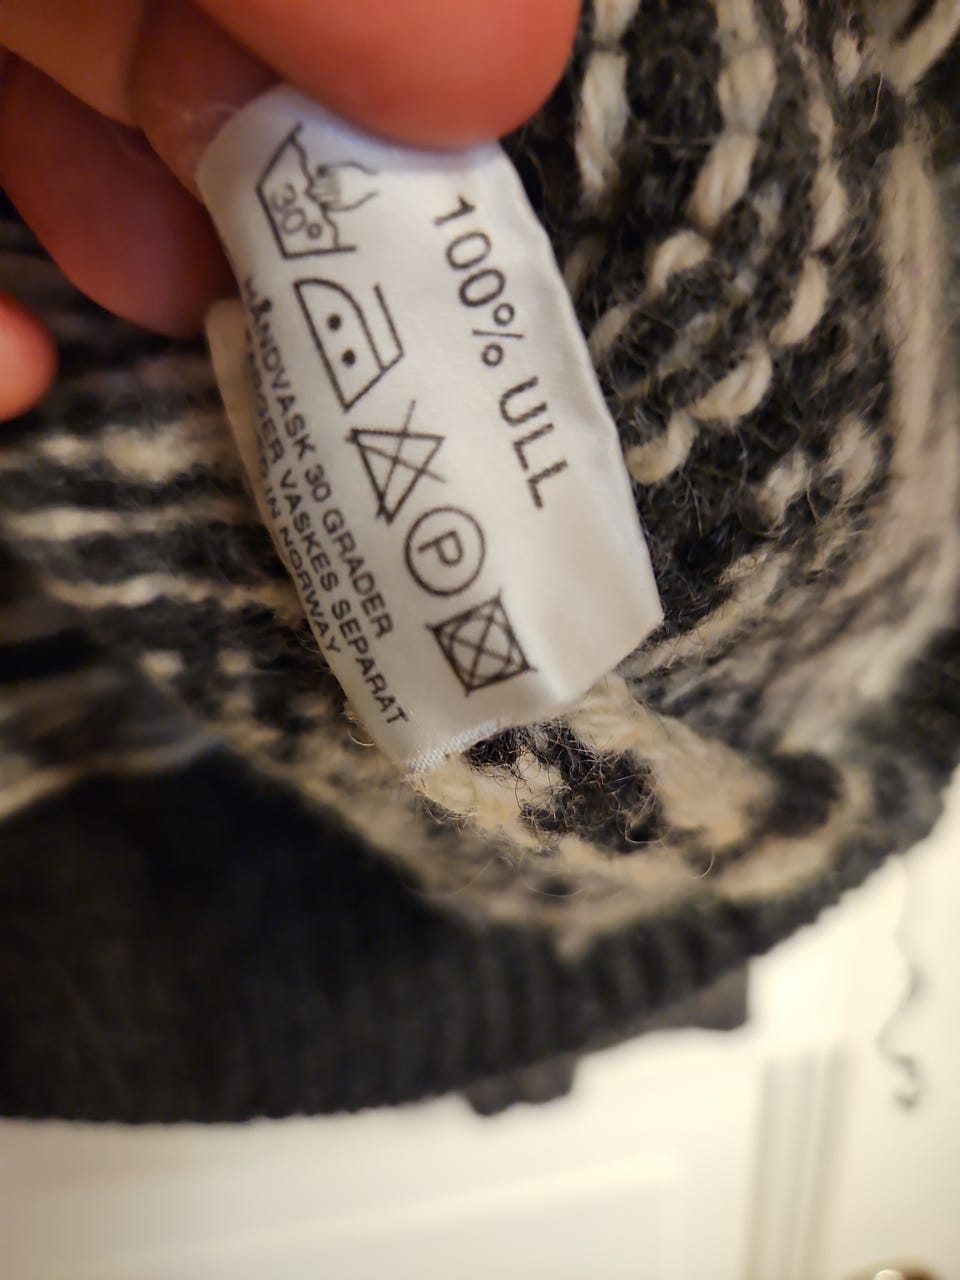 100% ULL
30°
P
HÅNDVASK 30 GRADER
VASKES SEPARAT
IN NORWAY